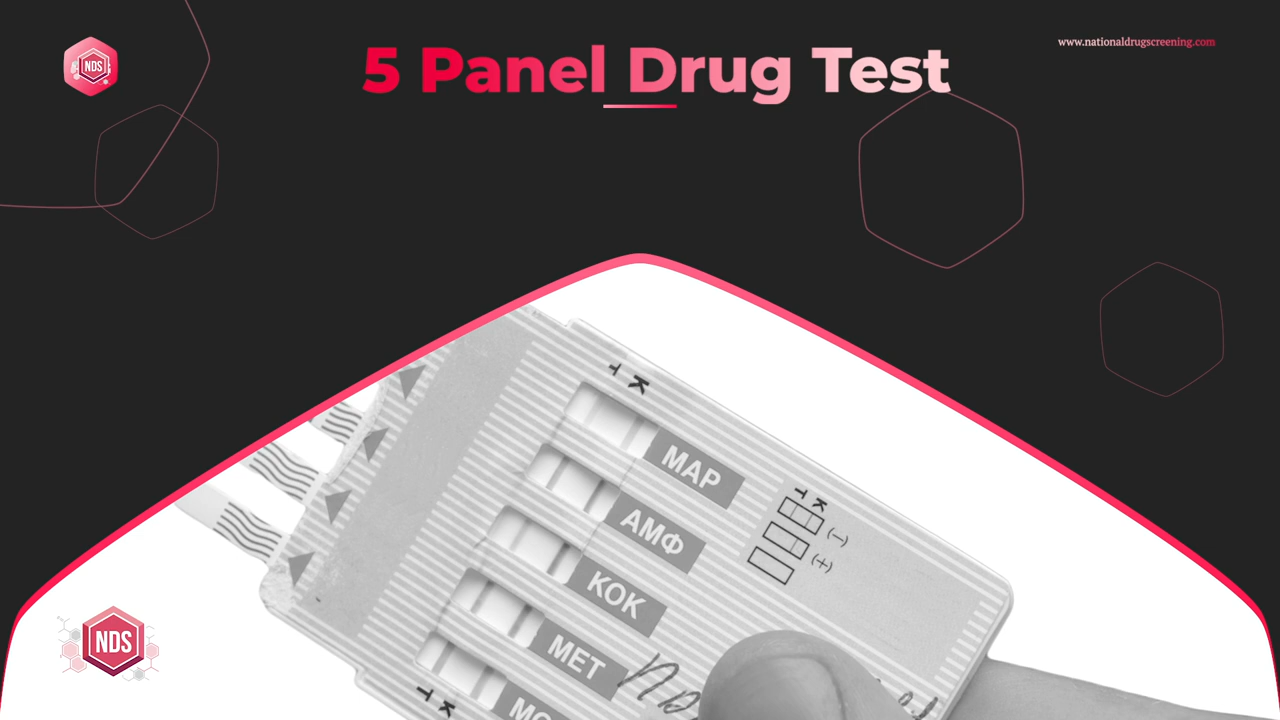 NDS
5 Panel Drug Test
www.nationaldrugscreening.com
Т К
МАР
АМФ
КОК
МЕТ
Т К
(-)
(+)
Т К
NDS